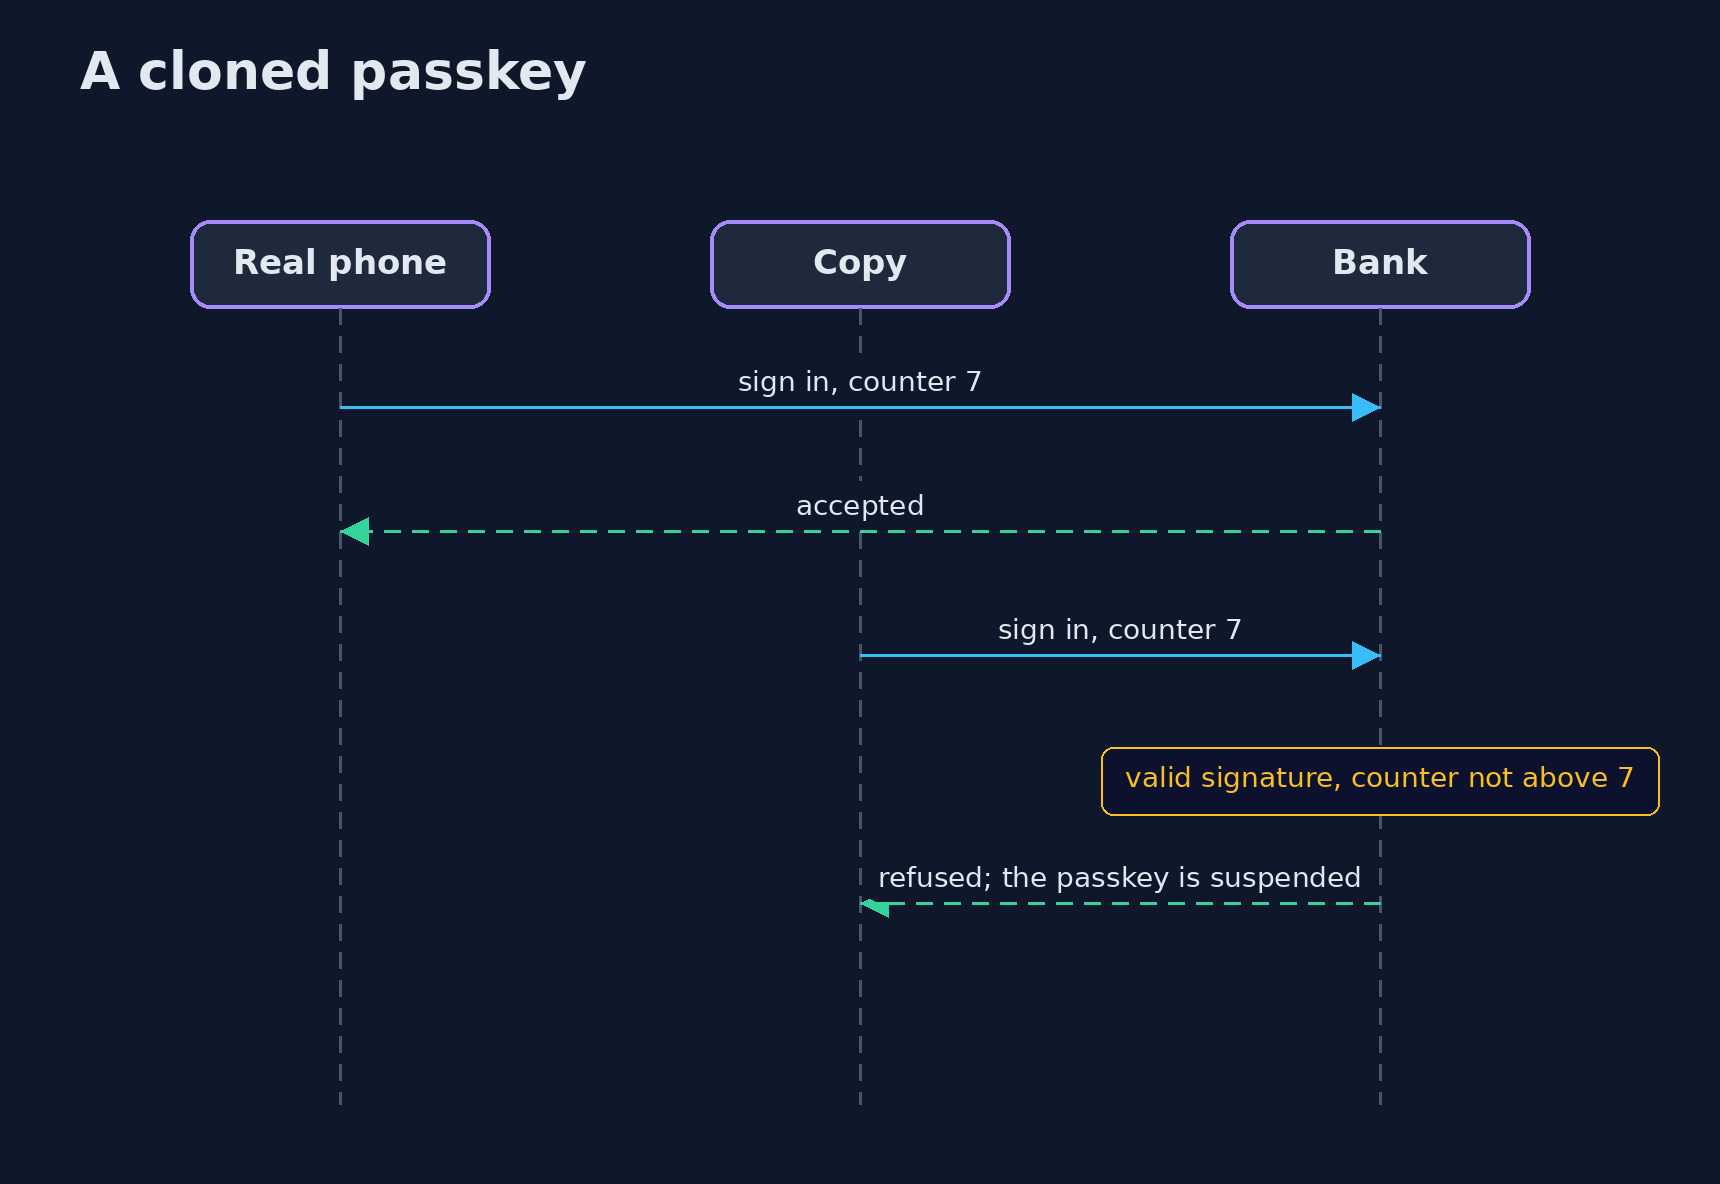 A cloned passkey
Real phone
Copy
Bank
sign in, counter 7
accepted
sign in, counter 7
valid signature, counter not above 7
refused; the passkey is suspended